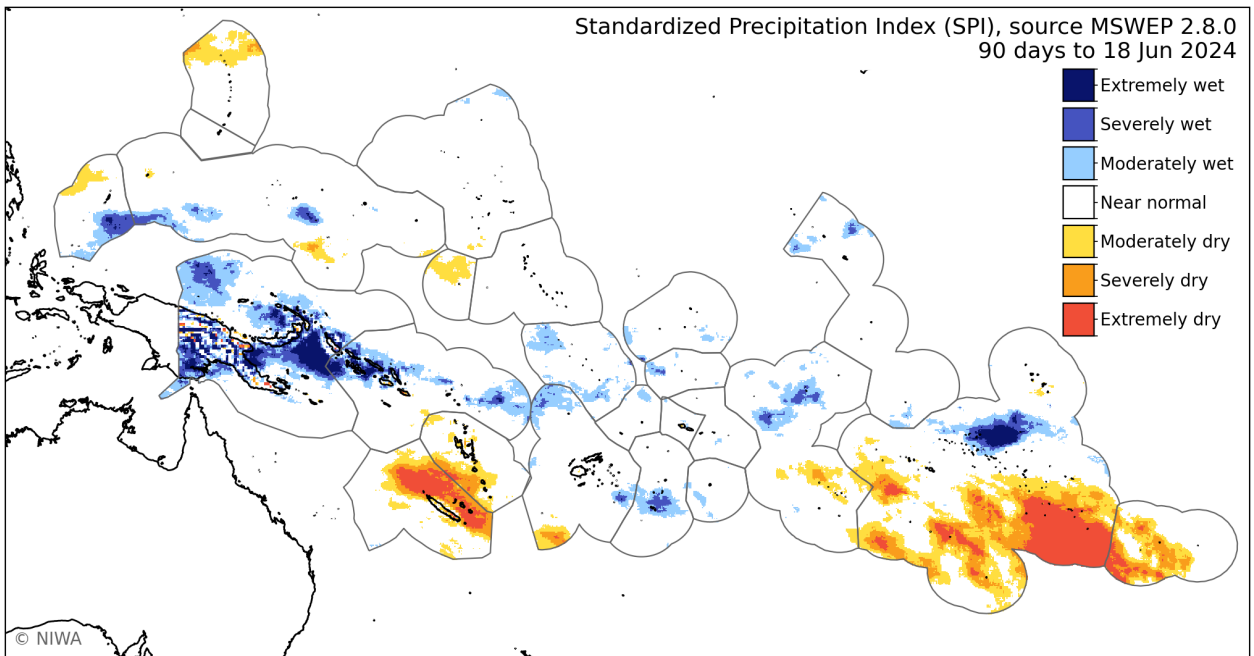 Standardized Precipitation Index (SPI), source MSWEP 2.8.0
90 days to 18 Jun 2024
Extremely wet
Severely wet
Moderately wet
Near normal
Moderately dry
Severely dry
Extremely dry
© NIWA